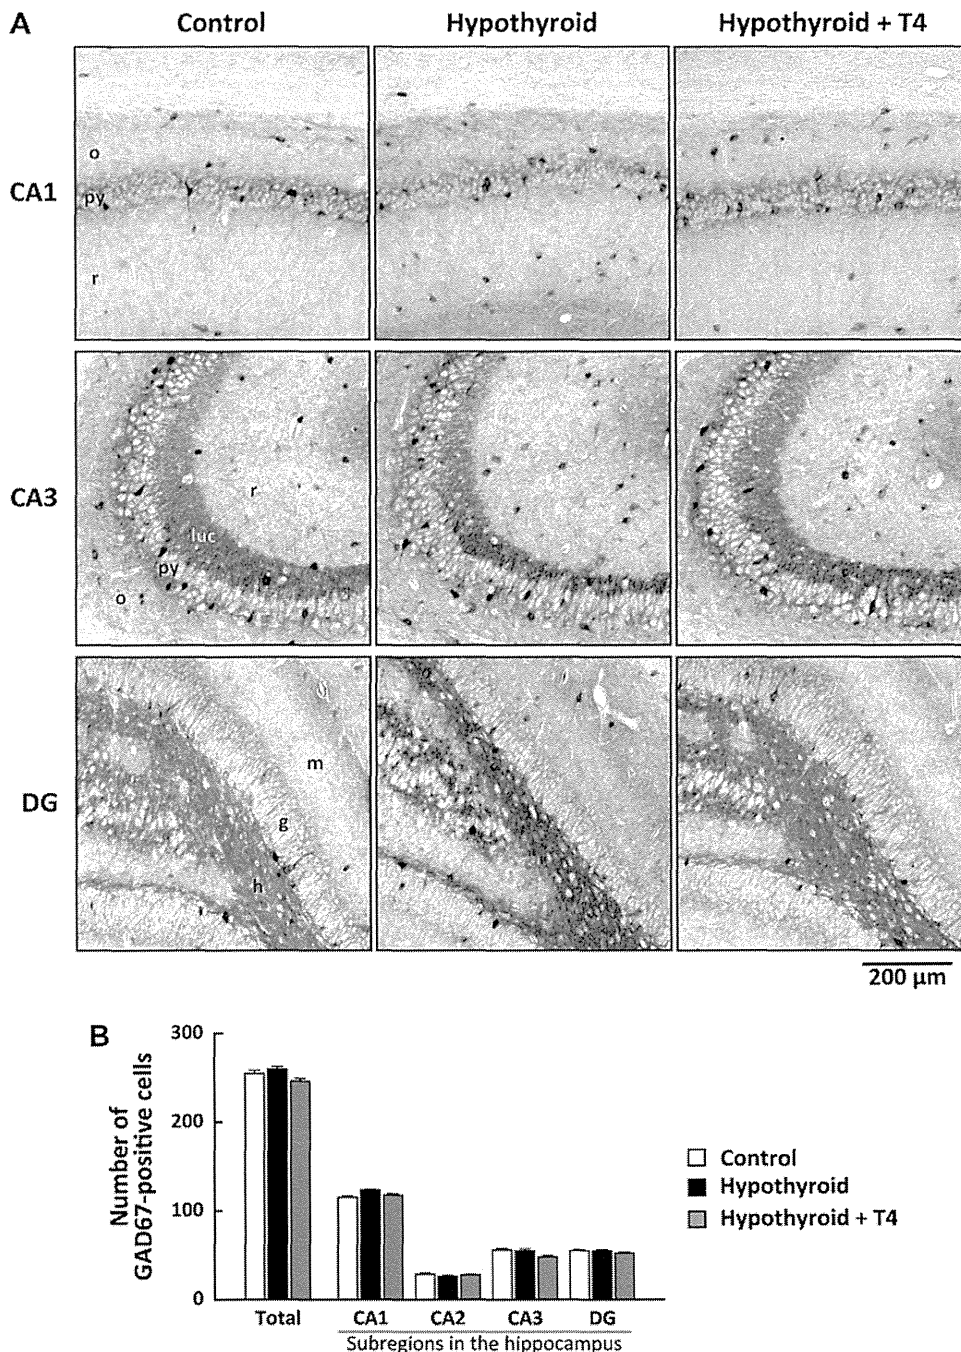 A
Control
Hypothyroid
Hypothyroid + T4
CA1
o
py
r
CA3
r
luc
py
o
DG
m
g
h
200 µm
B
Number of
GAD67-positive cells
300
200
100
0
Total
CA1
CA2
CA3
DG
Subregions in the hippocampus
Control
Hypothyroid
Hypothyroid + T4